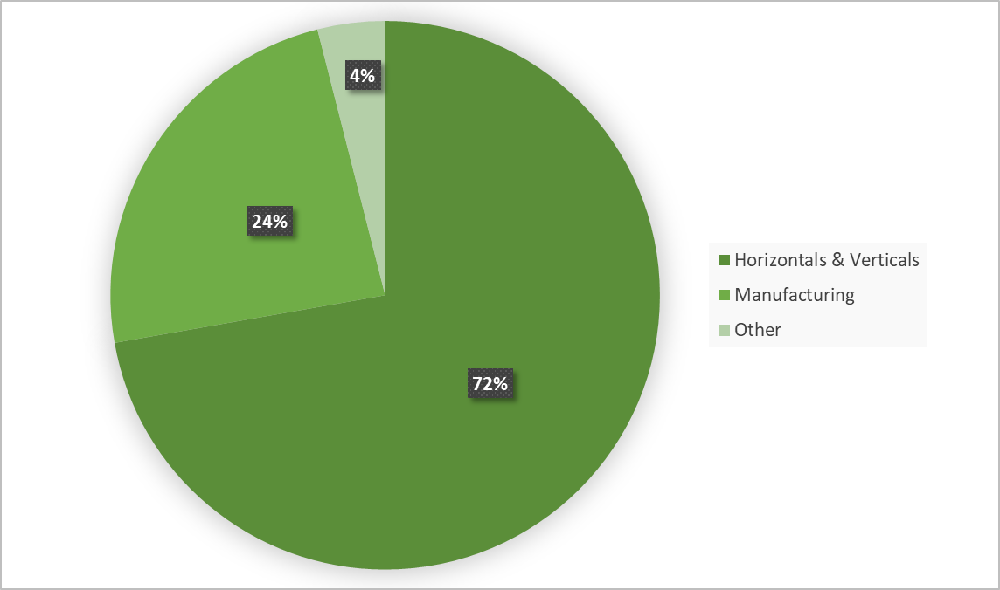 4%
24%
72%
Horizontals & Verticals
Manufacturing
Other